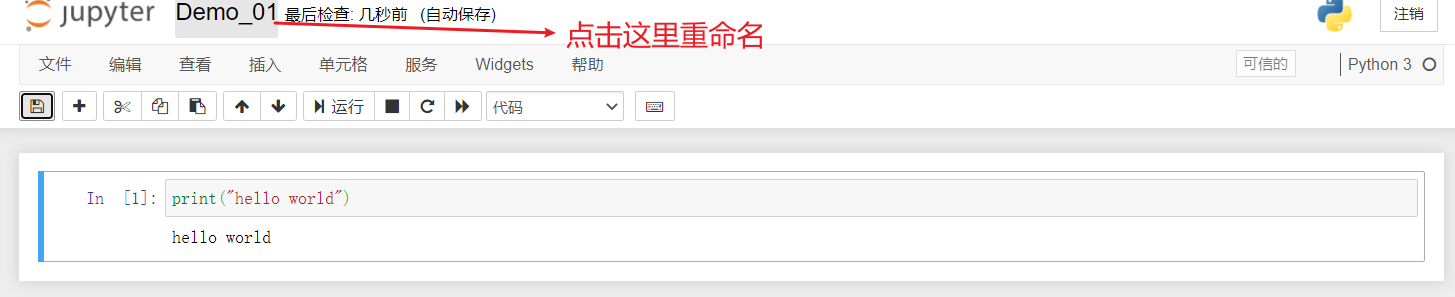 jupyter Demo_01 最后检查: 几秒前 (自动保存) 注销
点击这里重命名
文件 编辑 查看 插入 单元格 服务 Widgets 帮助 可信的 Python 3
运行 代码
In [1]: print("hello world")
hello world